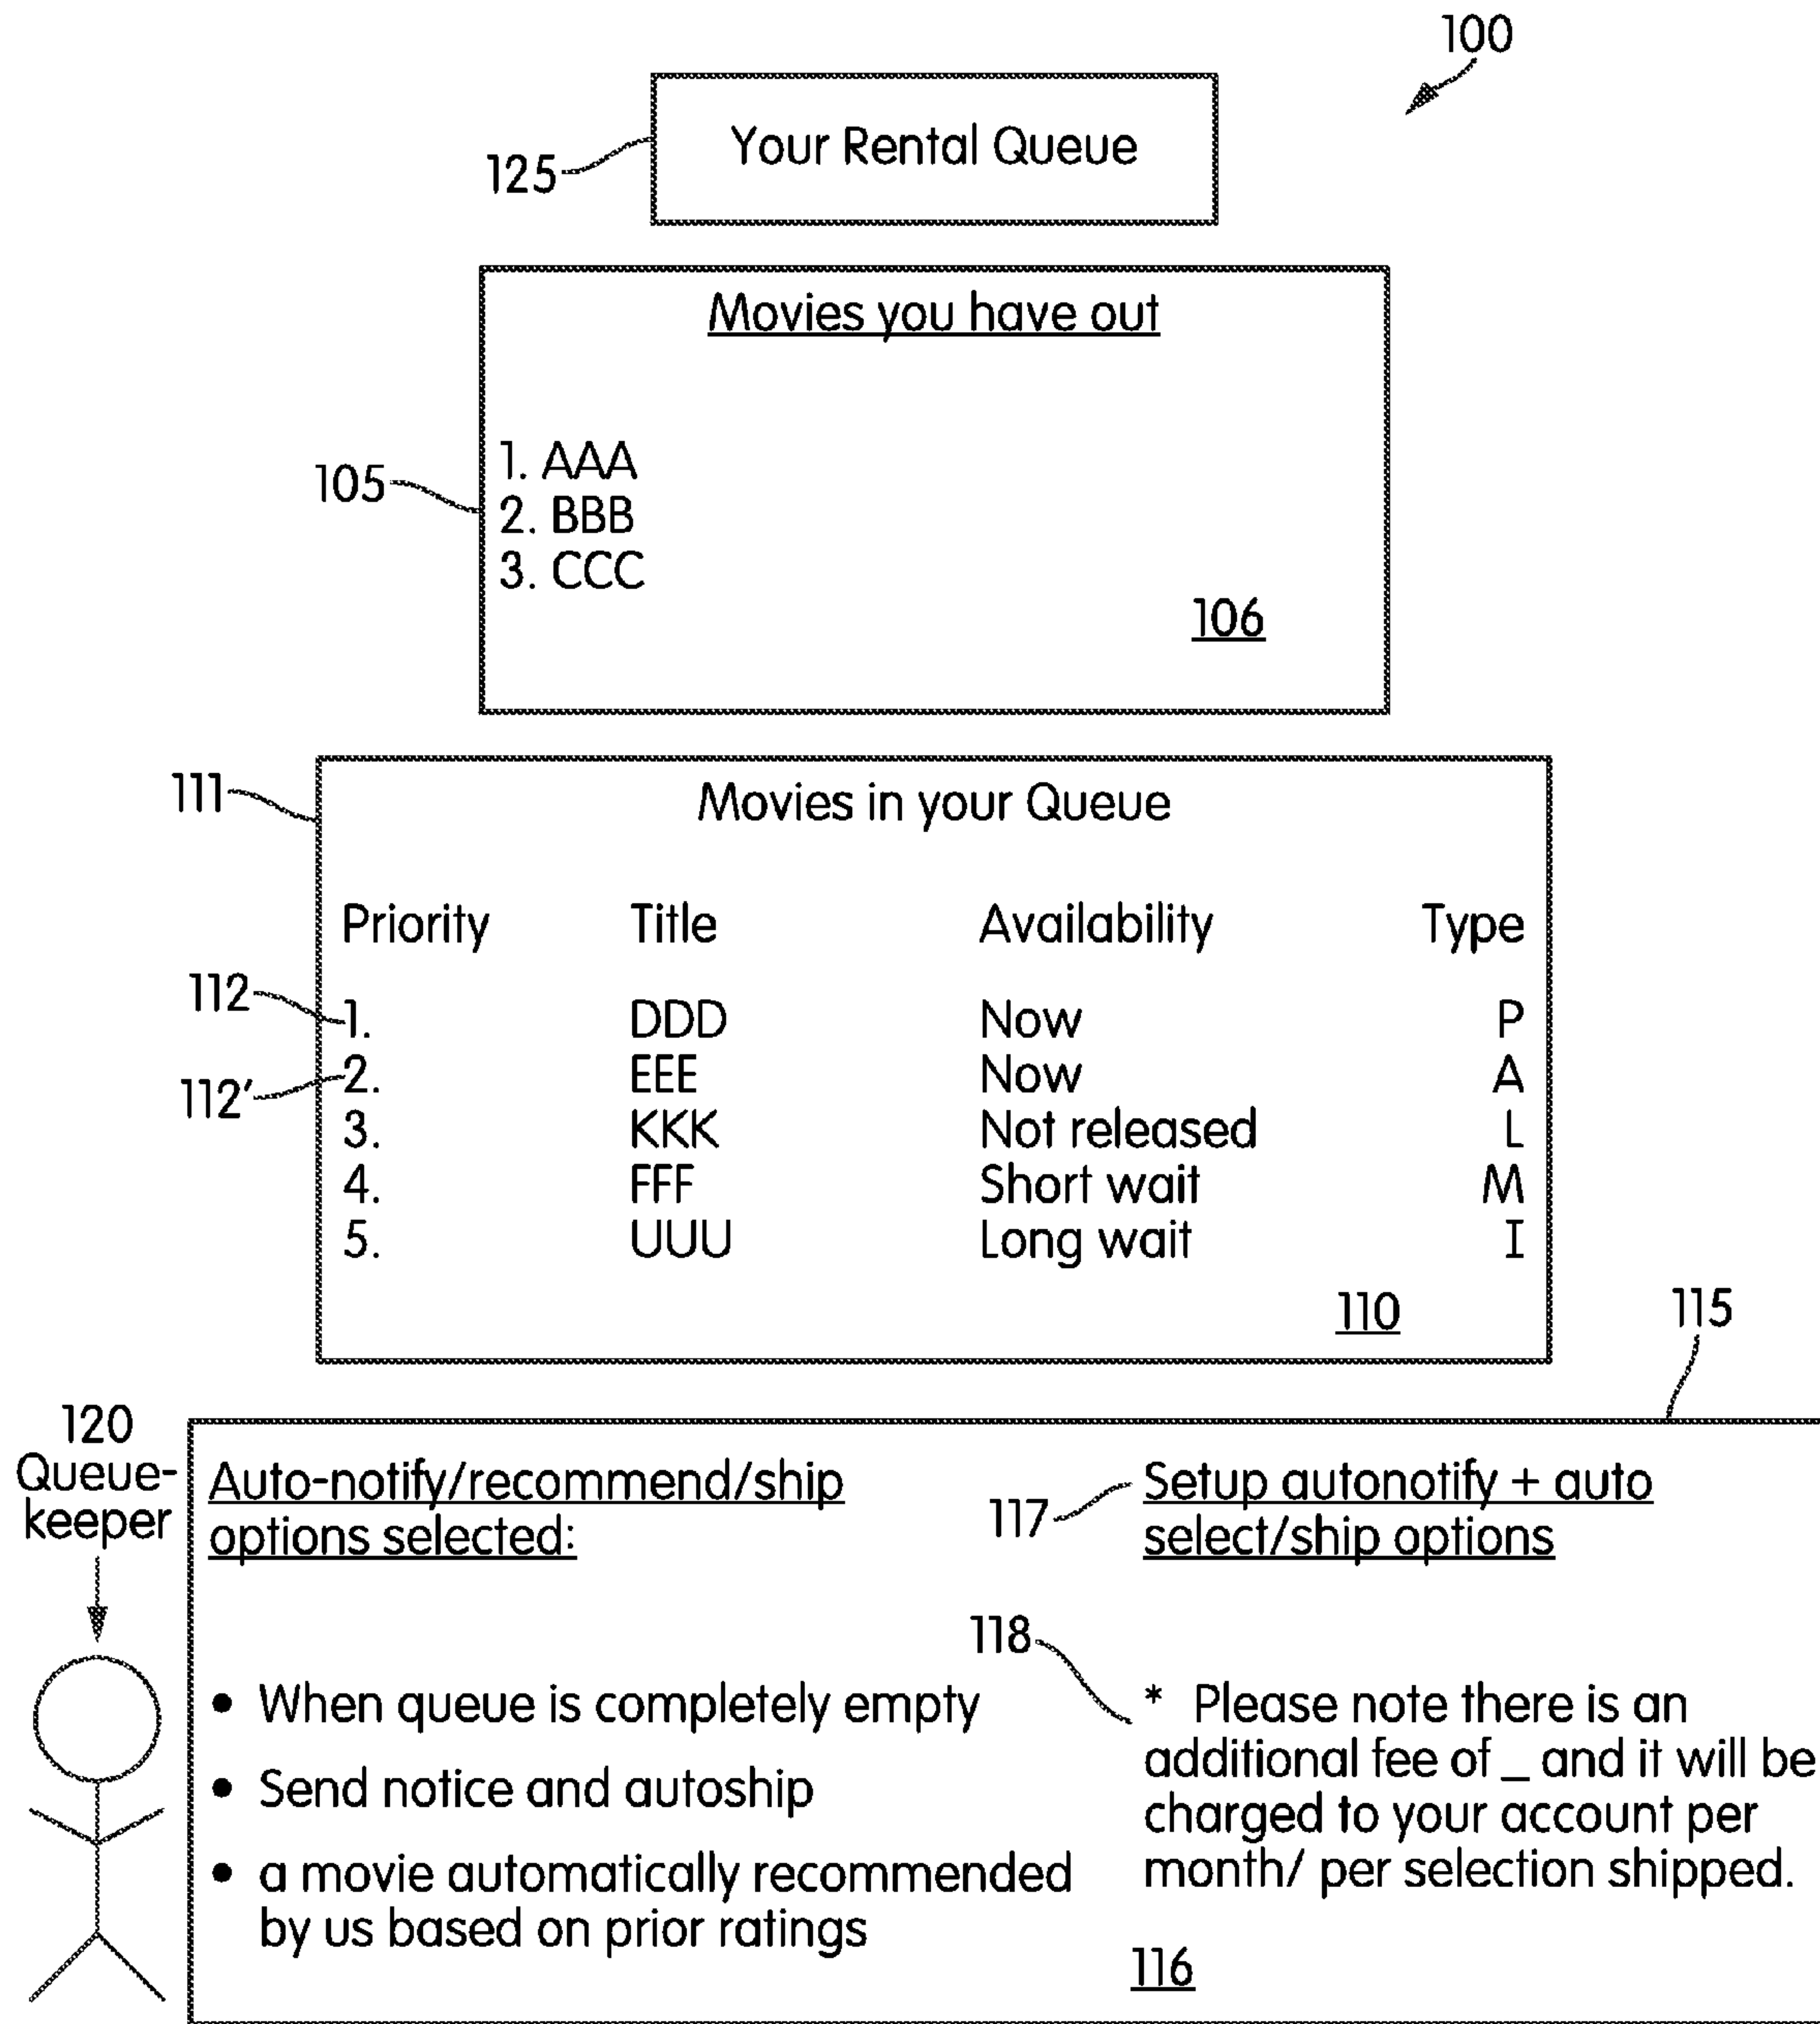 100
Your Rental Queue
125
Movies you have out
105
1. AAA
2. BBB
3. CCC
106
111
Movies in your Queue
Priority Title Availability Type
112
1. DDD Now P
112'
2. EEE Now A
3. KKK Not released L
4. FFF Short wait M
5. UUU Long wait I
110
115
120
Queue-
keeper
Auto-notify/recommend/ship
options selected:
117
Setup autonotify + auto
select/ship options
118
• When queue is completely empty
• Send notice and autoship
• a movie automatically recommended
by us based on prior ratings
* Please note there is an
additional fee of _ and it will be
charged to your account per
month/ per selection shipped.
116